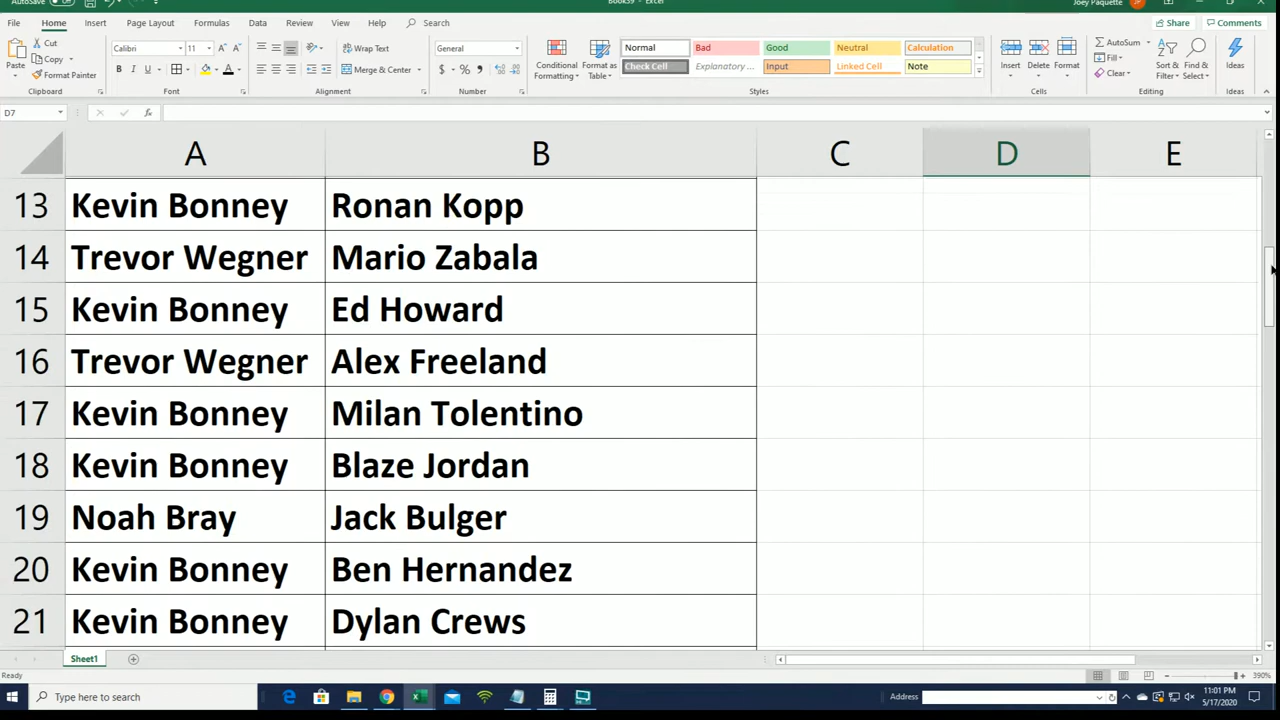 AutoSave
Book39 - Excel
Joey Paquette
JP
File Home Insert Page Layout Formulas Data Review View Help Search
Share Comments
Paste
Cut
Copy
Format Painter
Clipboard
Calibri 11
B I U
Font
Wrap Text
Merge & Center
Alignment
General
$ % 9
Number
Conditional Formatting
Format as Table
Normal Bad Good Neutral Calculation
Check Cell Explanatory ... Input Linked Cell Note
Styles
Insert Delete Format
Cells
AutoSum
Fill
Clear
Sort & Filter
Find & Select
Editing
Ideas
Ideas
D7 fx
A B C D E
13 Kevin Bonney Ronan Kopp
14 Trevor Wegner Mario Zabala
15 Kevin Bonney Ed Howard
16 Trevor Wegner Alex Freeland
17 Kevin Bonney Milan Tolentino
18 Kevin Bonney Blaze Jordan
19 Noah Bray Jack Bulger
20 Kevin Bonney Ben Hernandez
21 Kevin Bonney Dylan Crews
Sheet1
Ready
390%
Type here to search
Address
11:01 PM
5/17/2020